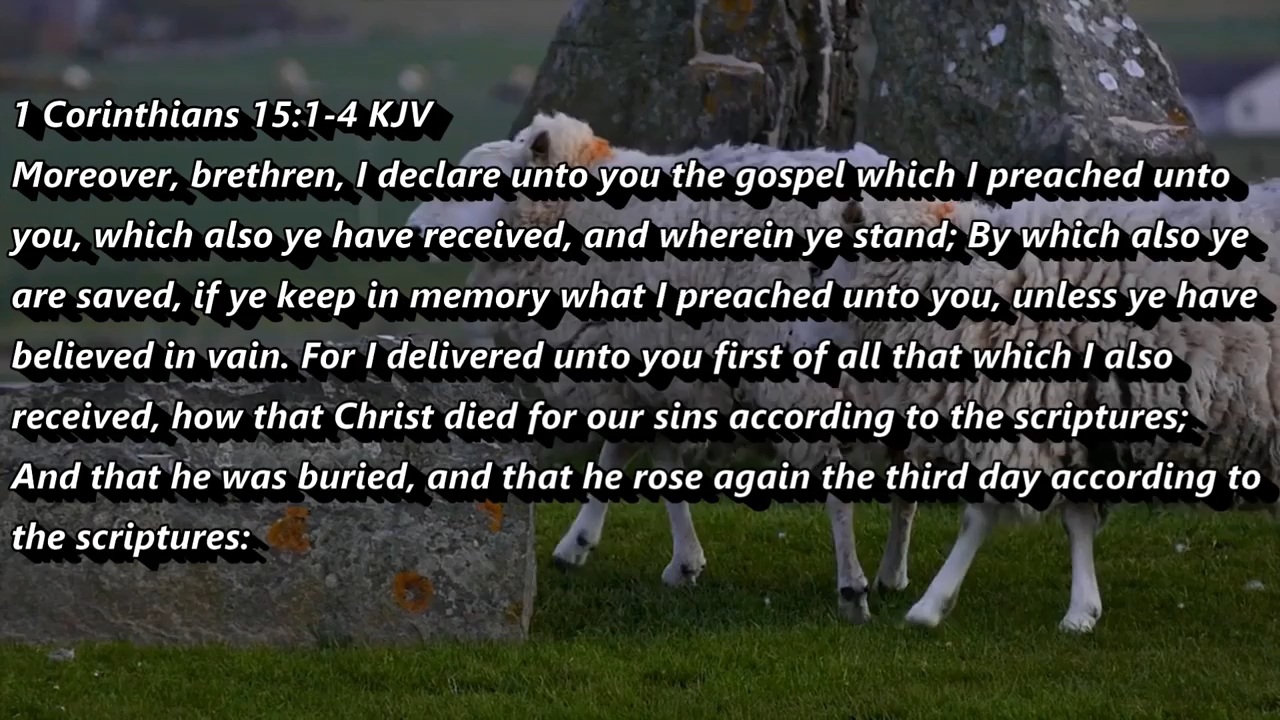 1 Corinthians 15:1-4 KJV
Moreover, brethren, I declare unto you the gospel which I preached unto
you, which also ye have received, and wherein ye stand; By which also ye
are saved, if ye keep in memory what I preached unto you, unless ye have
believed in vain. For I delivered unto you first of all that which I also
received, how that Christ died for our sins according to the scriptures;
And that he was buried, and that he rose again the third day according to
the scriptures: